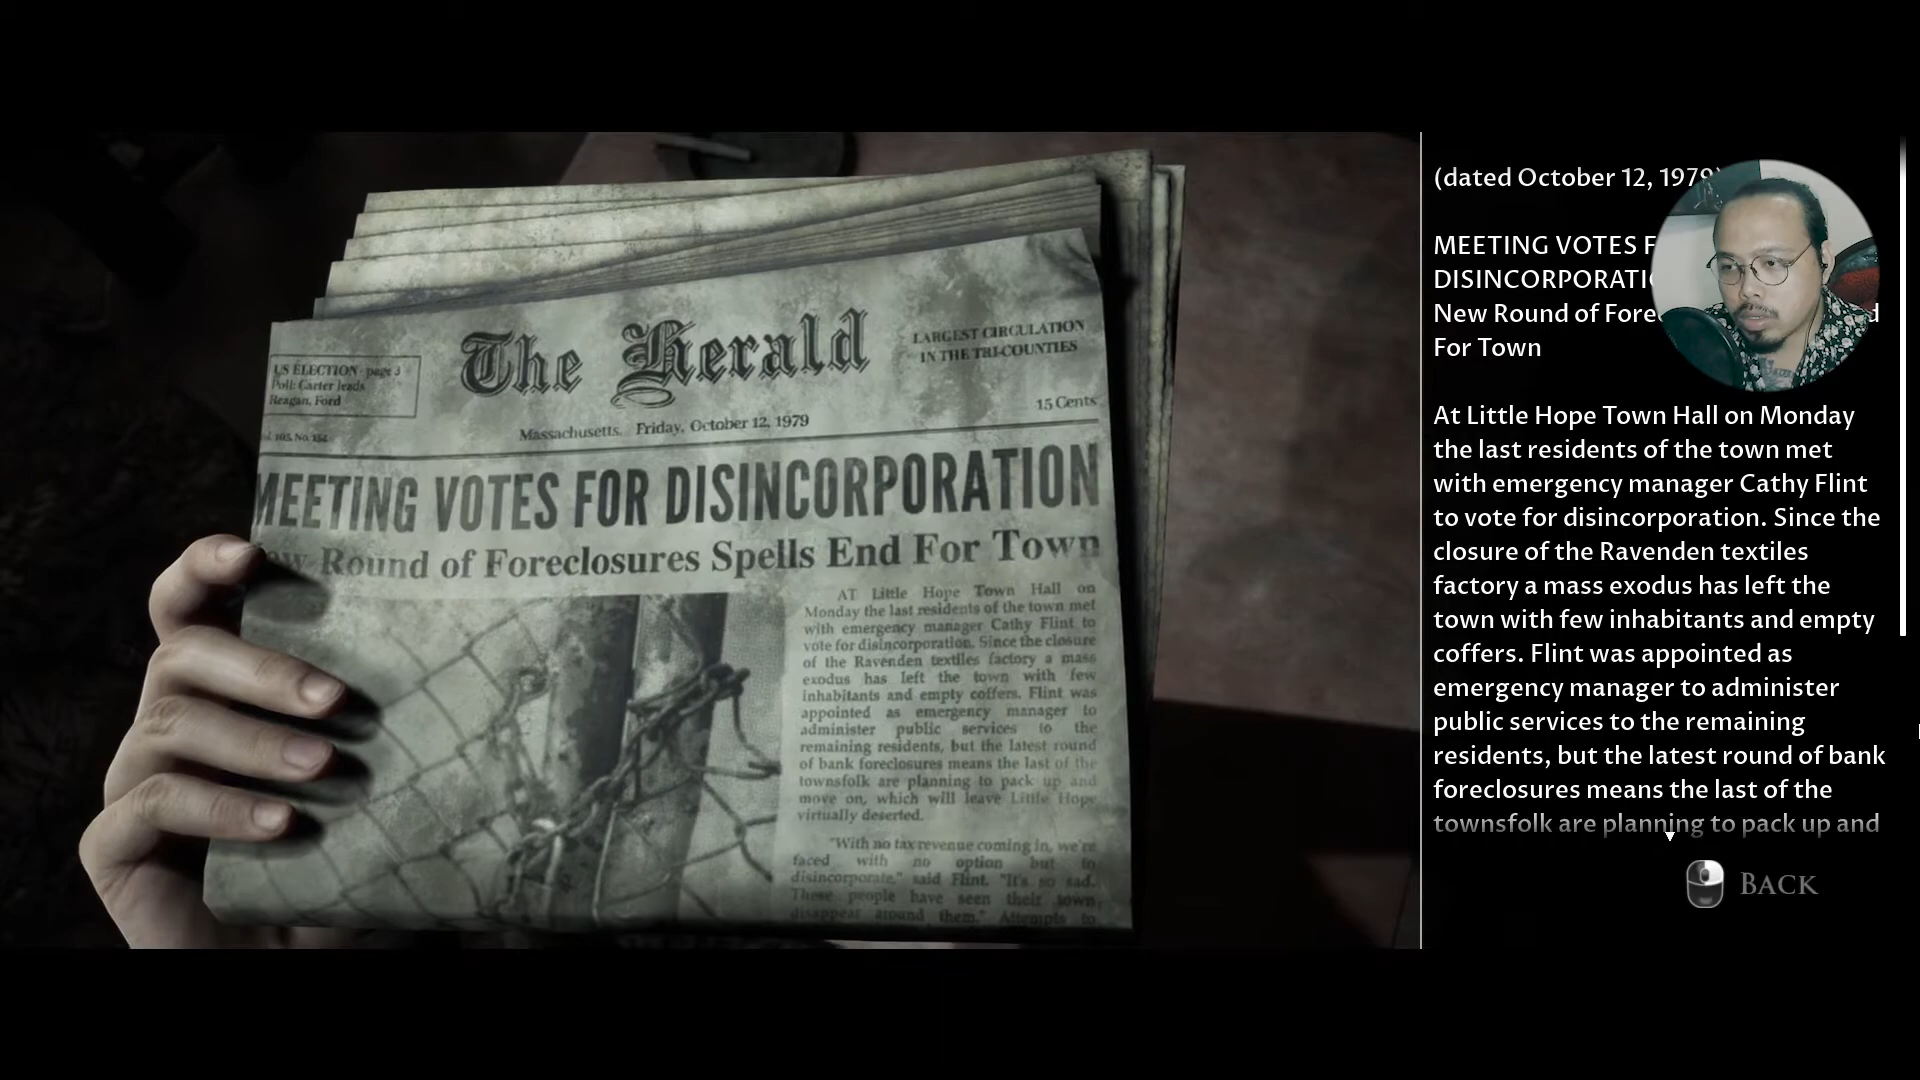 US ELECTION - page 3
Poll: Carter leads
Reagan, Ford
The Herald
LARGEST CIRCULATION
IN THE TRI-COUNTIES
15 Cents
Massachusetts. Friday, October 12, 1979
MEETING VOTES FOR DISINCORPORATION
Round of Foreclosures Spells End For Town
AT Little Hope Town Hall on
Monday the last residents of the town met
with emergency manager Cathy Flint to
vote for disincorporation. Since the closure
of the Ravenden textiles factory a mass
exodus has left the town with few
inhabitants and empty coffers. Flint was
appointed as emergency manager to
administer public services to the
remaining residents, but the latest round
of bank foreclosures means the last of the
townsfolk are planning to pack up and
move on, which will leave Little Hope
virtually deserted.
"With no tax revenue coming in, we're
faced with no option but to
disincorporate," said Flint. "It's so sad.
These people have seen their town
disappear around them." Attempts to
(dated October 12, 1979)
MEETING VOTES
DISINCORPORATI
New Round of Fore
For Town
At Little Hope Town Hall on Monday
the last residents of the town met
with emergency manager Cathy Flint
to vote for disincorporation. Since the
closure of the Ravenden textiles
factory a mass exodus has left the
town with few inhabitants and empty
coffers. Flint was appointed as
emergency manager to administer
public services to the remaining
residents, but the latest round of bank
foreclosures means the last of the
townsfolk are planning to pack up and
BACK